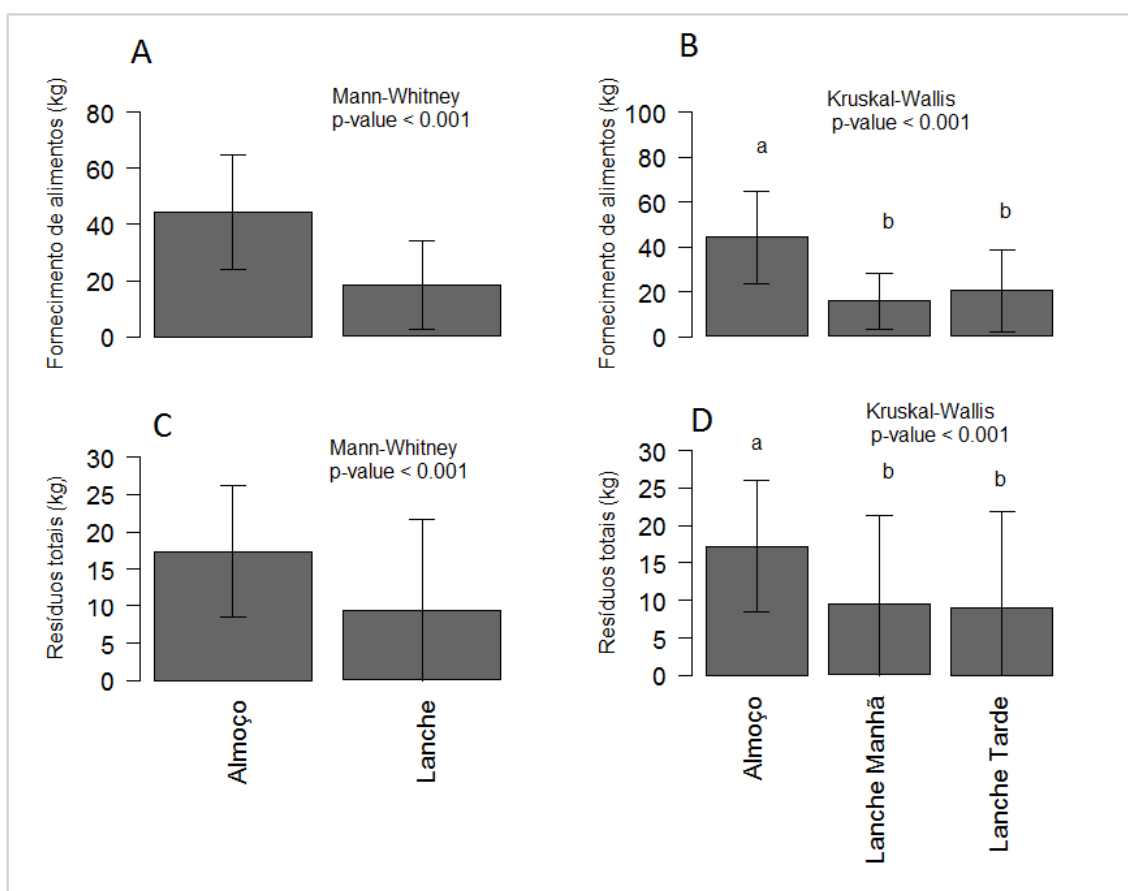 A
Fornecimento de alimentos (kg)
80
60
40
20
0
Mann-Whitney
p-value < 0.001
B
Fornecimento de alimentos (kg)
100
80
60
40
20
0
Kruskal-Wallis
p-value < 0.001
a
b
b
C
Resíduos totais (kg)
30
25
20
15
10
5
0
Mann-Whitney
p-value < 0.001
Almoço
Lanche
D
Resíduos totais (kg)
30
25
20
15
10
5
0
Kruskal-Wallis
p-value < 0.001
a
b
b
Almoço
Lanche Manhã
Lanche Tarde